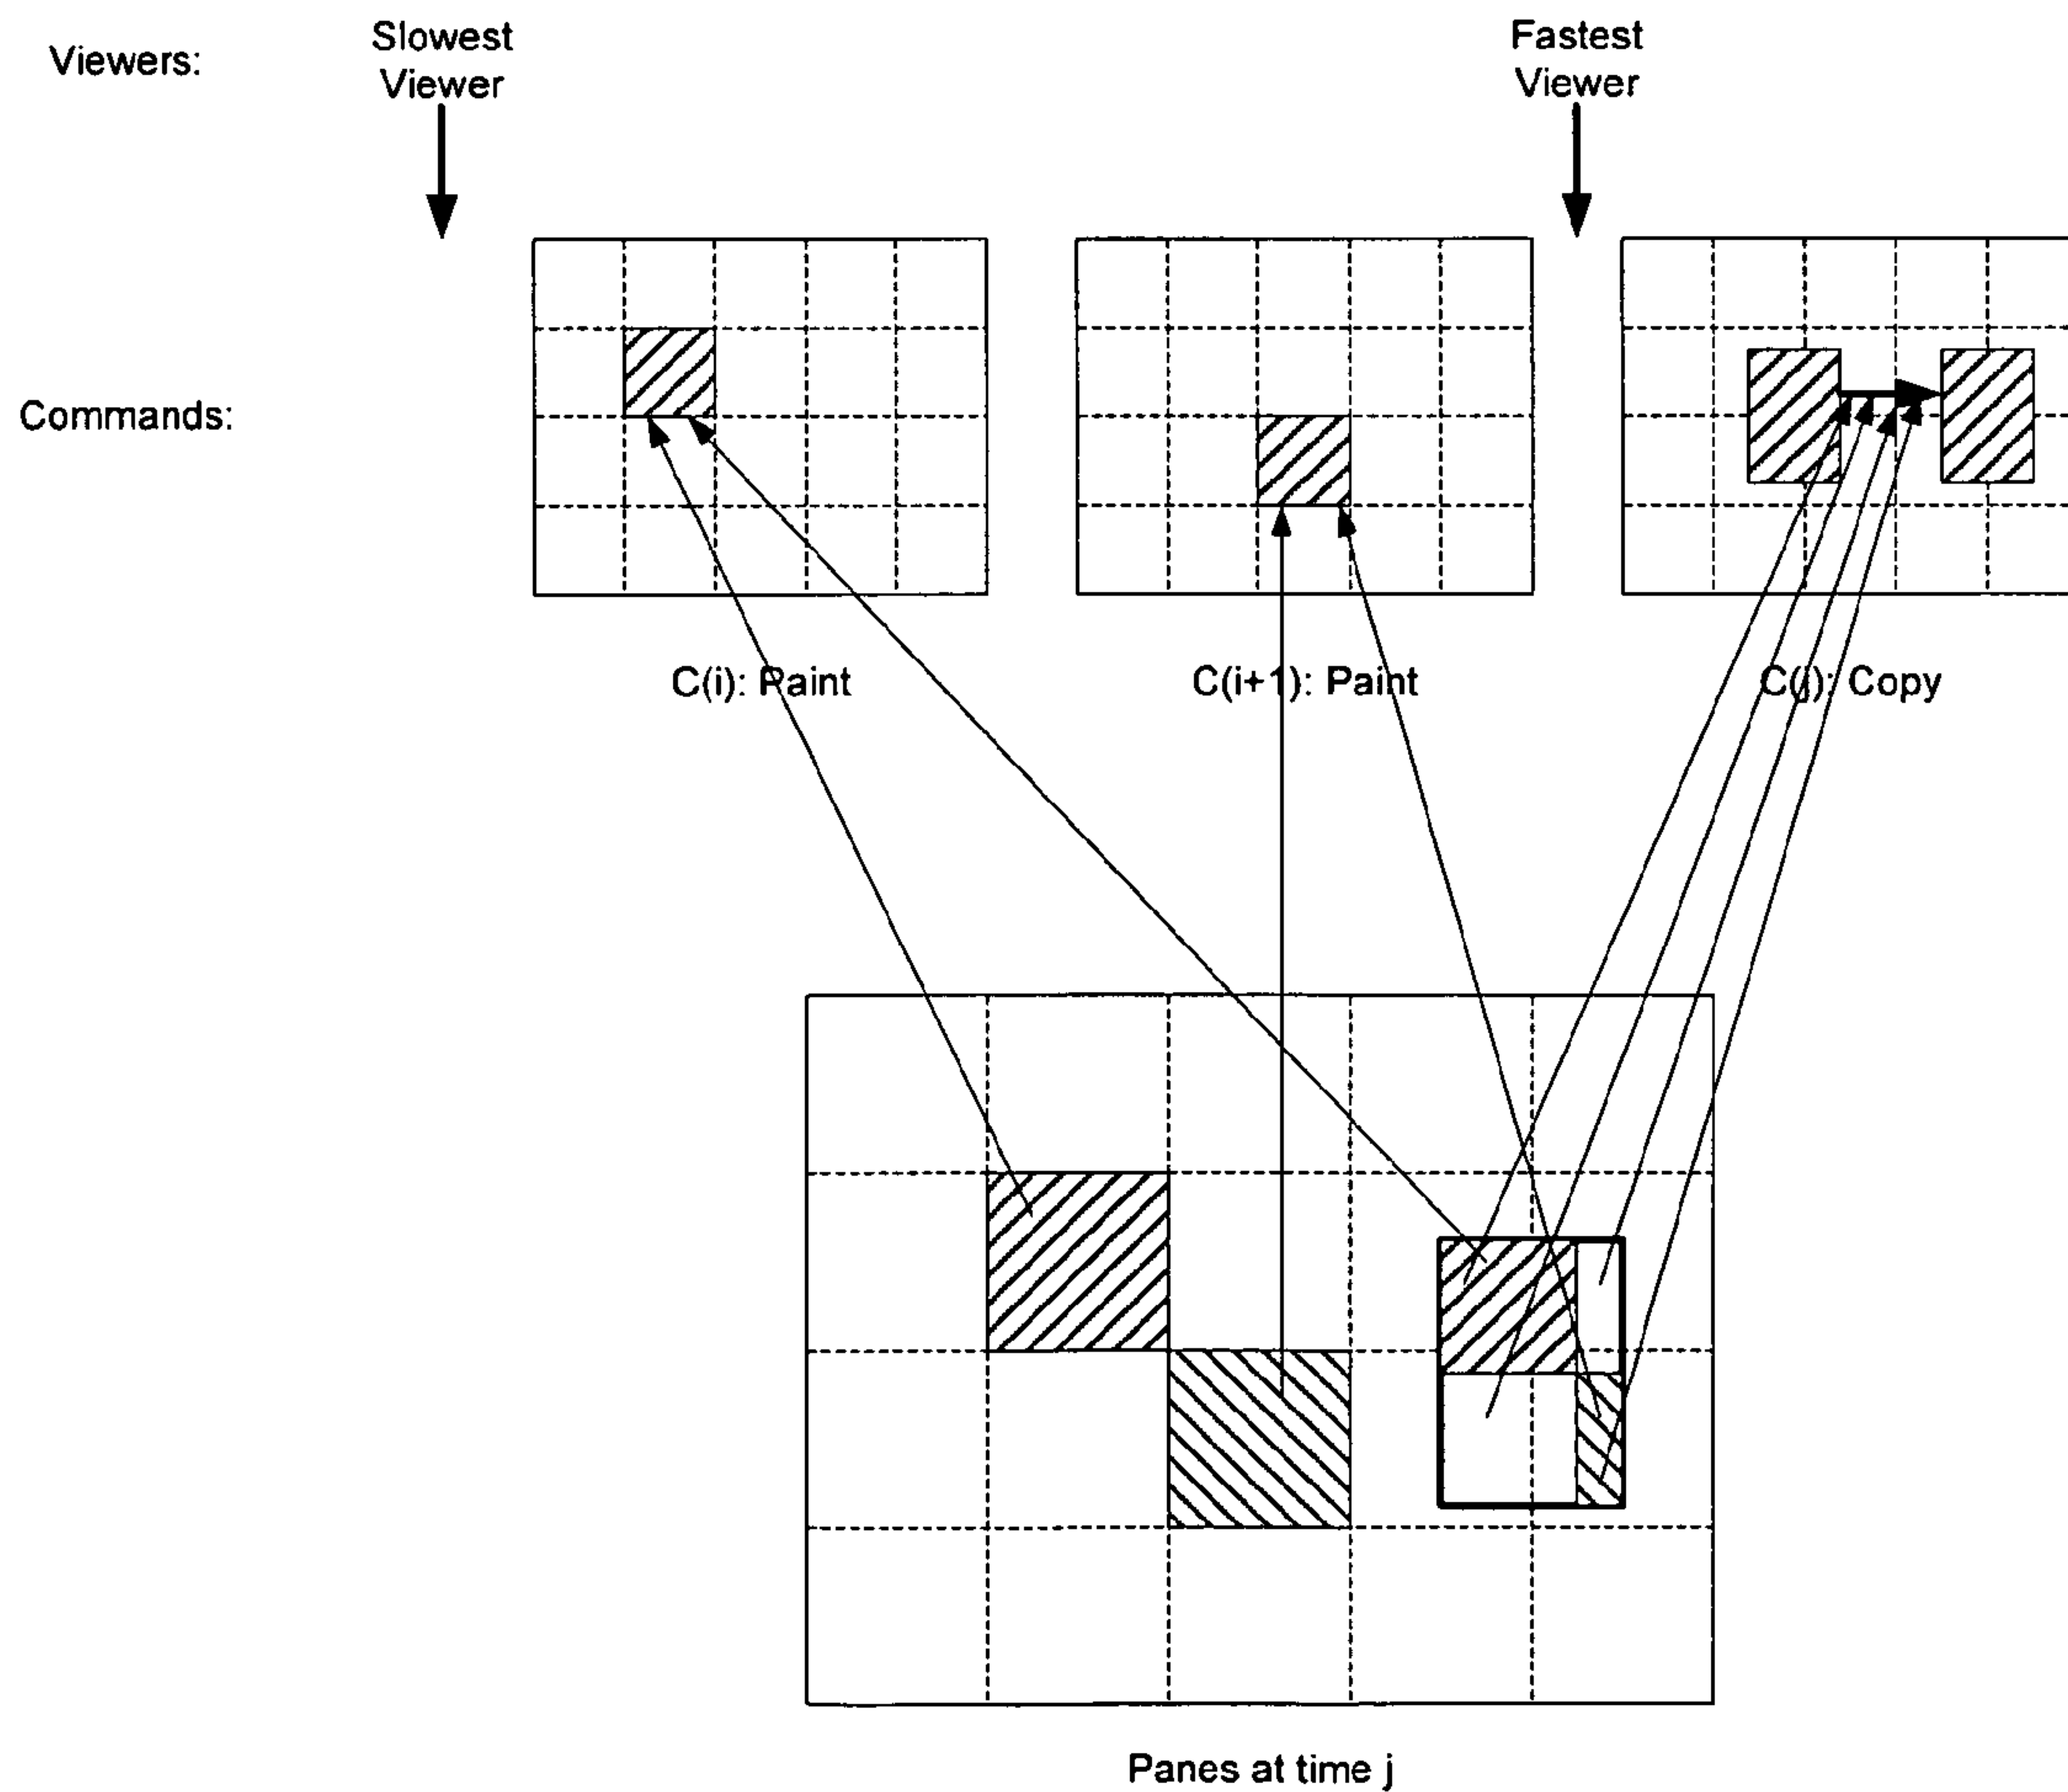 Viewers:
Slowest
Viewer
Fastest
Viewer
Commands:
C(i): Paint
C(i+1): Paint
C(j): Copy
Panes at time j